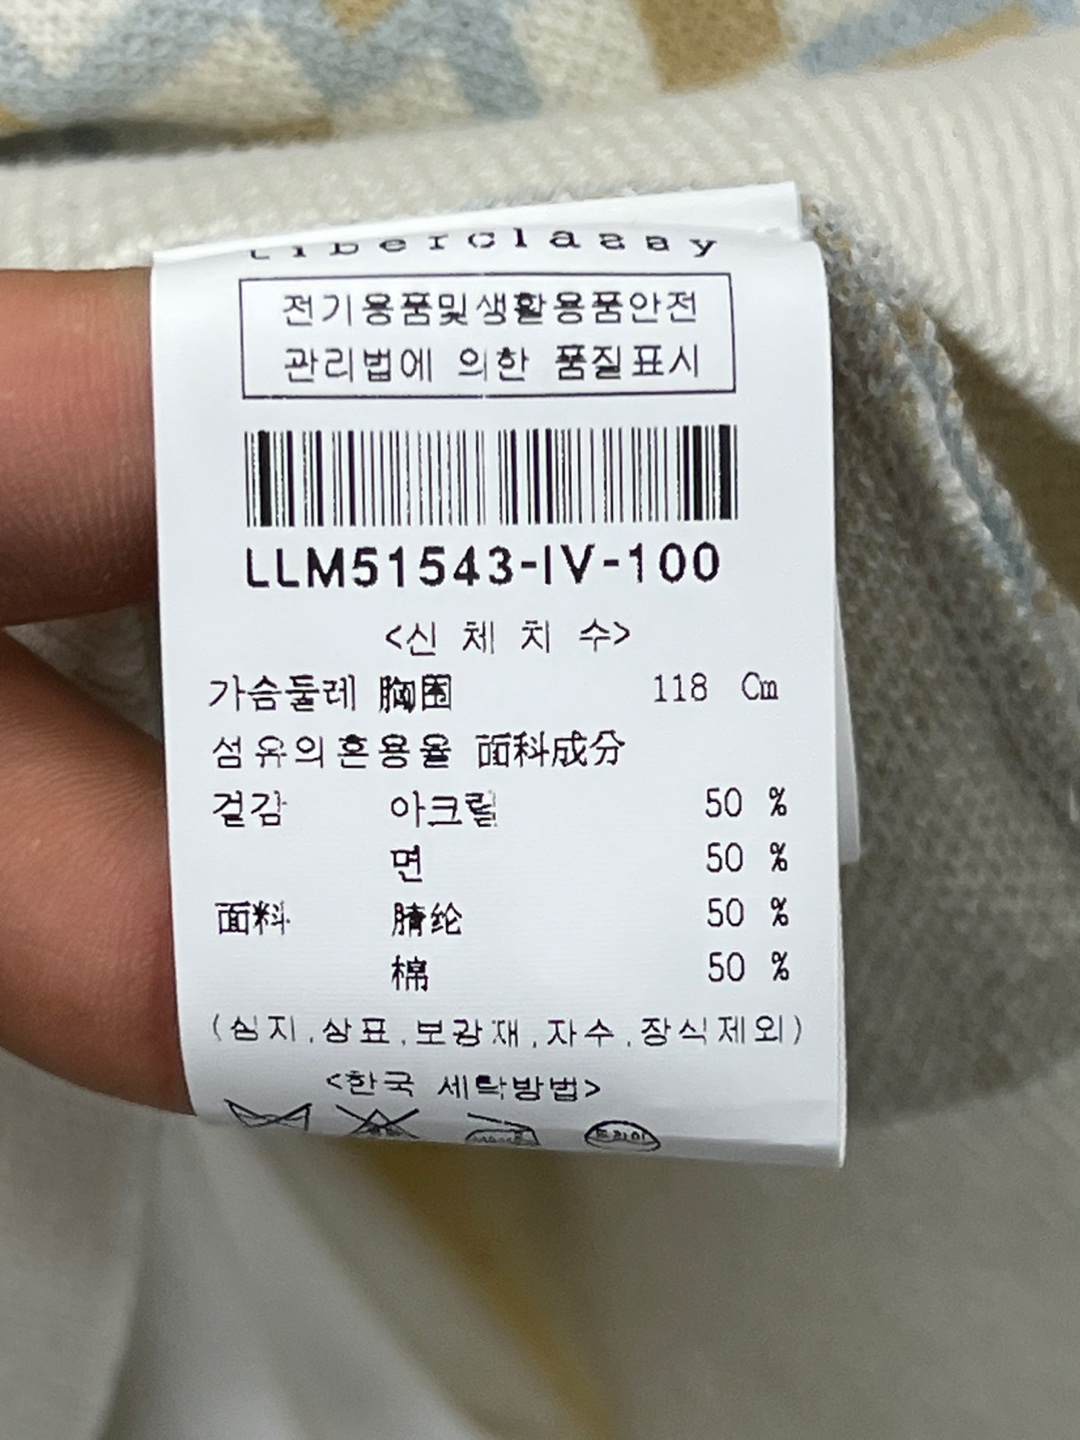 Liberclassy
전기용품및생활용품안전
관리법에 의한 품질표시
LLM51543-IV-100
<신 체 치 수>
가슴둘레 胸围 118 Cm
섬유의혼용율 面料成分
겉감 아크릴 50 %
면 50 %
面料 腈纶 50 %
棉 50 %
(심지,상표,보강재,자수,장식제외)
<한국 세탁방법>
드라이